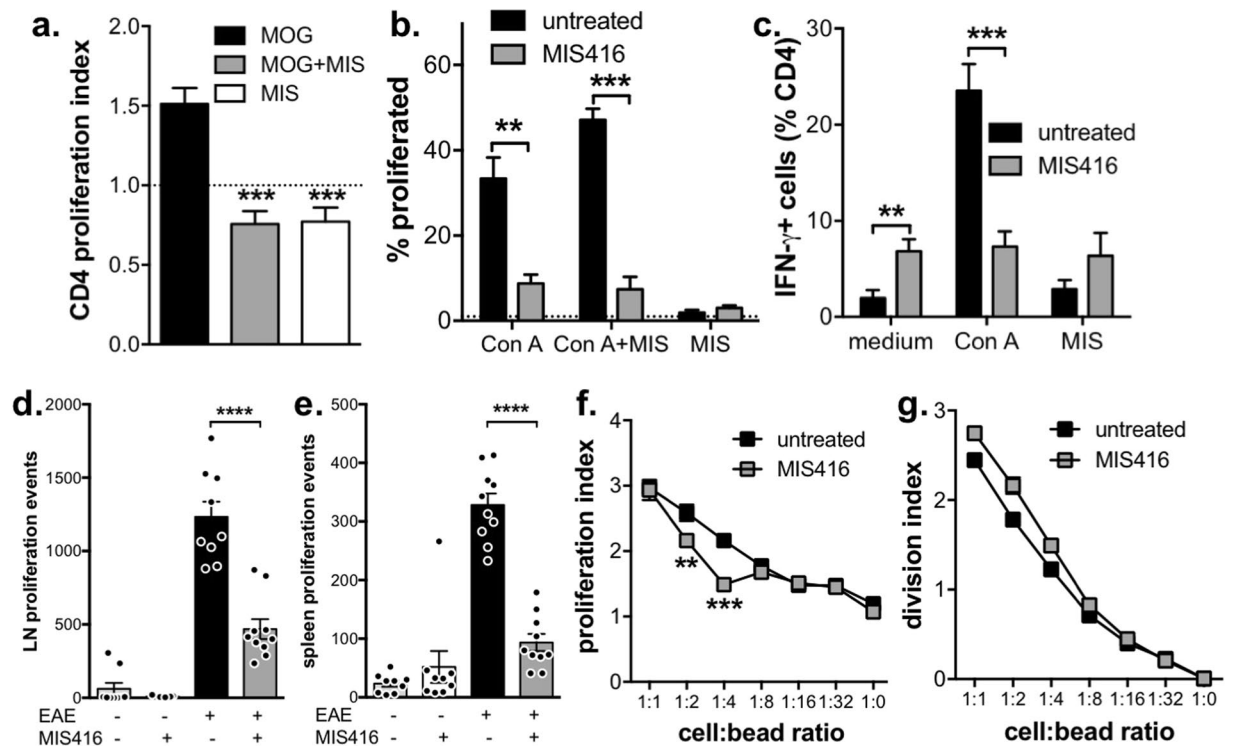 a.
CD4 proliferation index
2.0
1.5
1.0
0.5
0.0
MOG
MOG+MIS
MIS
***
***
b.
% proliferated
60
40
20
0
untreated
MIS416
**
***
Con A
Con A+MIS
MIS
c.
IFN-γ+ cells (% CD4)
30
20
10
0
***
untreated
MIS416
**
medium
Con A
MIS
d.
LN proliferation events
2000
1500
1000
500
0
****
EAE - - + +
MIS416 - + - +
e.
spleen proliferation events
500
400
300
200
100
0
****
- - + +
- + - +
f.
proliferation index
4
3
2
1
0
untreated
MIS416
**
***
1:1 1:2 1:4 1:8 1:16 1:32 1:0
cell:bead ratio
g.
division index
3
2
1
0
untreated
MIS416
1:1 1:2 1:4 1:8 1:16 1:32 1:0
cell:bead ratio